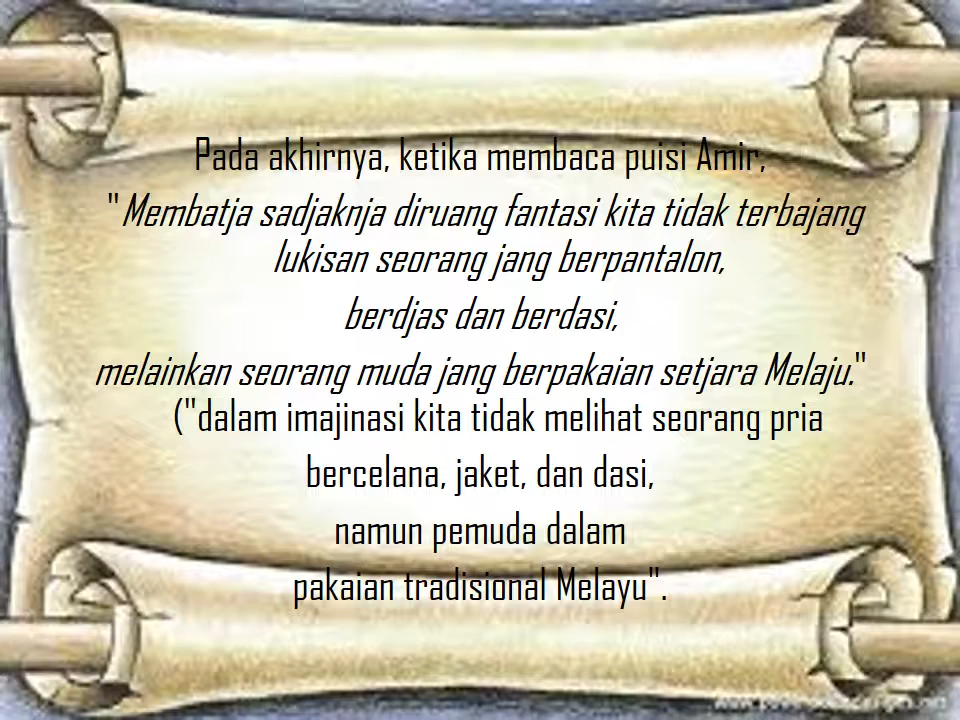 Pada akhirnya, ketika membaca puisi Amir,
"Membatja sadjaknja diruang fantasi kita tidak terbajang
lukisan seorang jang berpantalon,
berdjas dan berdasi,
melainkan seorang muda jang berpakaian setjara Melaju."
("dalam imajinasi kita tidak melihat seorang pria
bercelana, jaket, dan dasi,
namun pemuda dalam
pakaian tradisional Melayu".